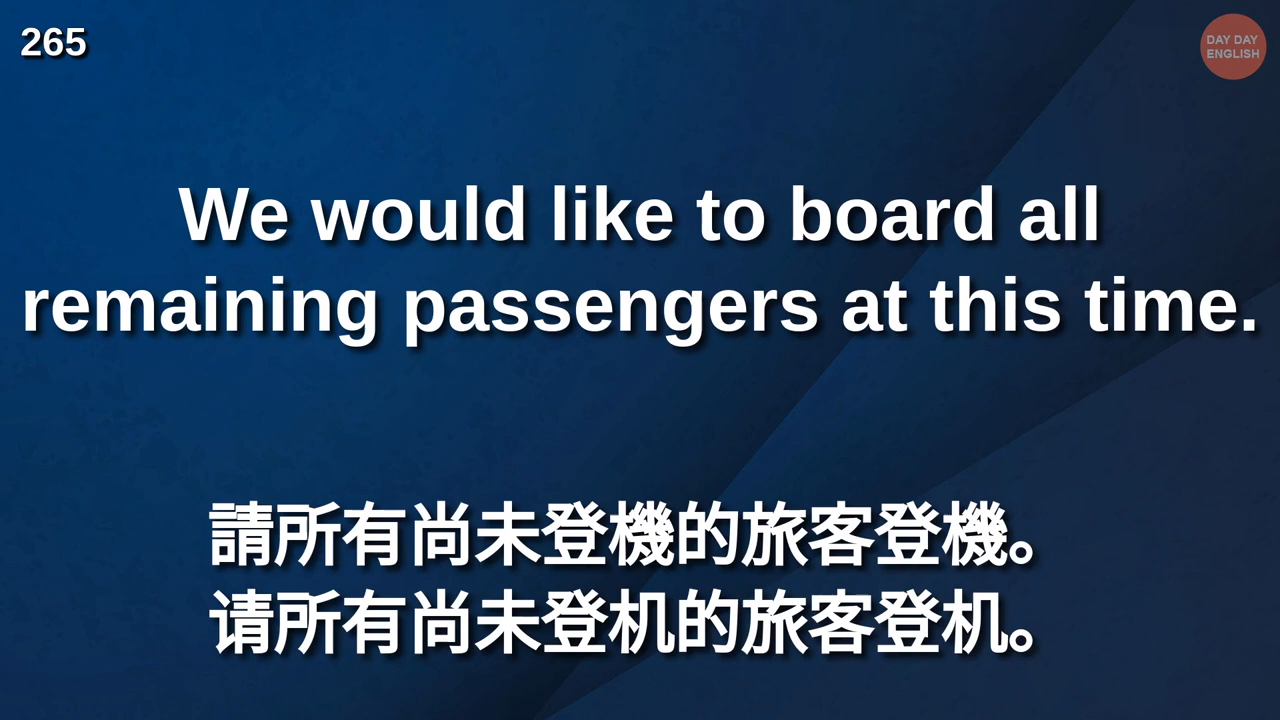 265
DAY DAY
ENGLISH
We would like to board all
remaining passengers at this time.
請所有尚未登機的旅客登機。
请所有尚未登机的旅客登机。